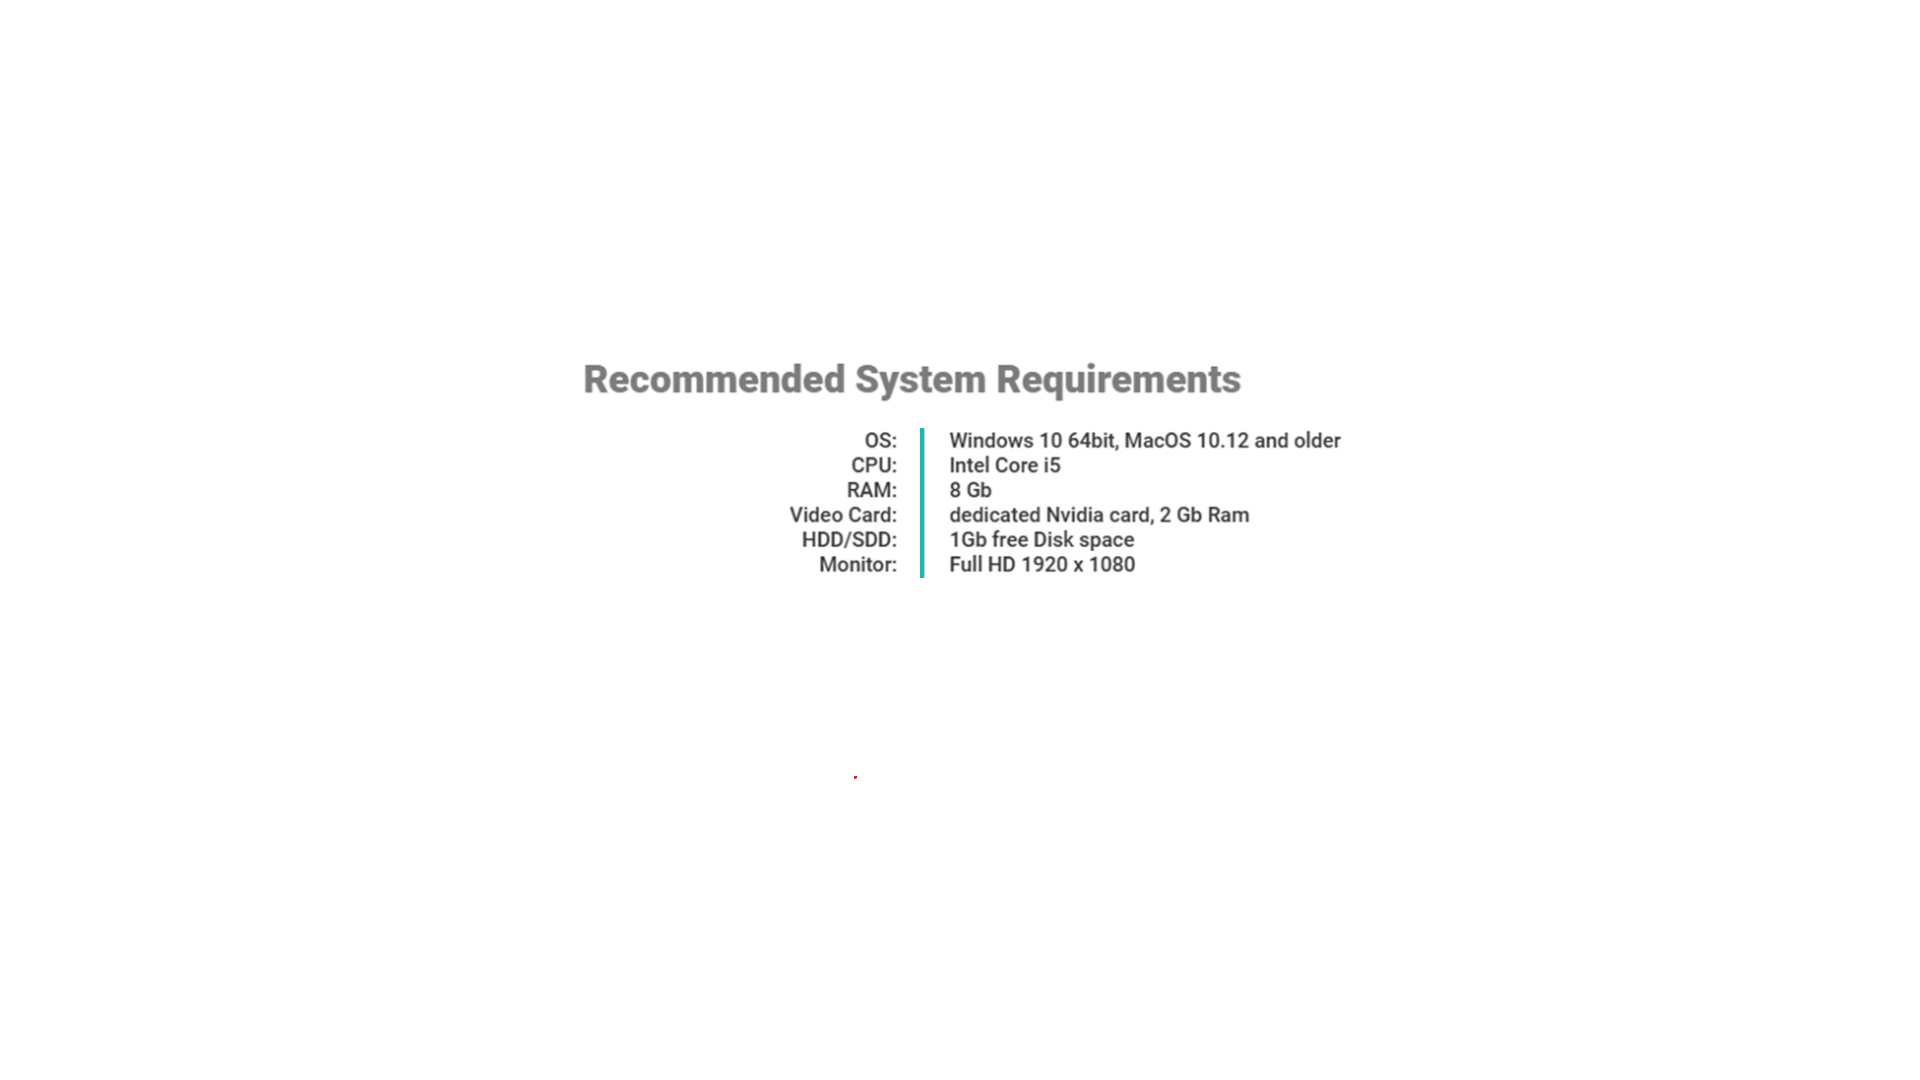 Recommended System Requirements
OS: Windows 10 64bit, MacOS 10.12 and older
CPU: Intel Core i5
RAM: 8 Gb
Video Card: dedicated Nvidia card, 2 Gb Ram
HDD/SDD: 1Gb free Disk space
Monitor: Full HD 1920 x 1080